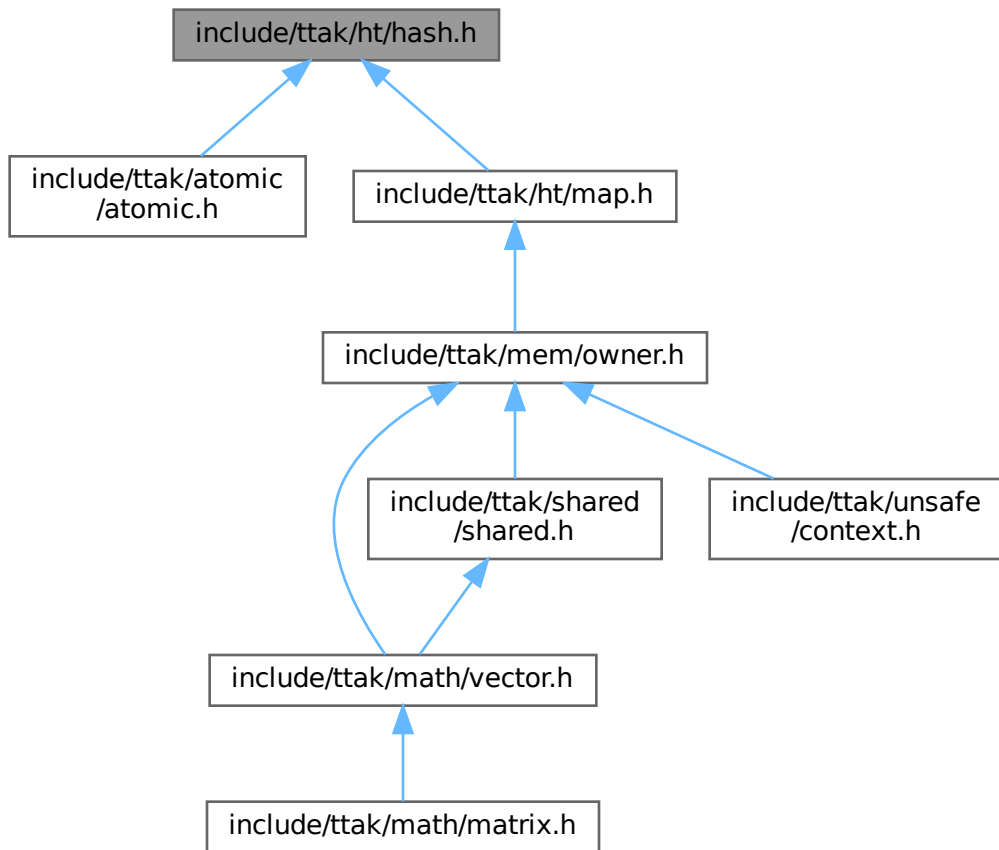 include/ttak/ht/hash.h
include/ttak/atomic
/atomic.h
include/ttak/ht/map.h
include/ttak/mem/owner.h
include/ttak/shared
/shared.h
include/ttak/unsafe
/context.h
include/ttak/math/vector.h
include/ttak/math/matrix.h